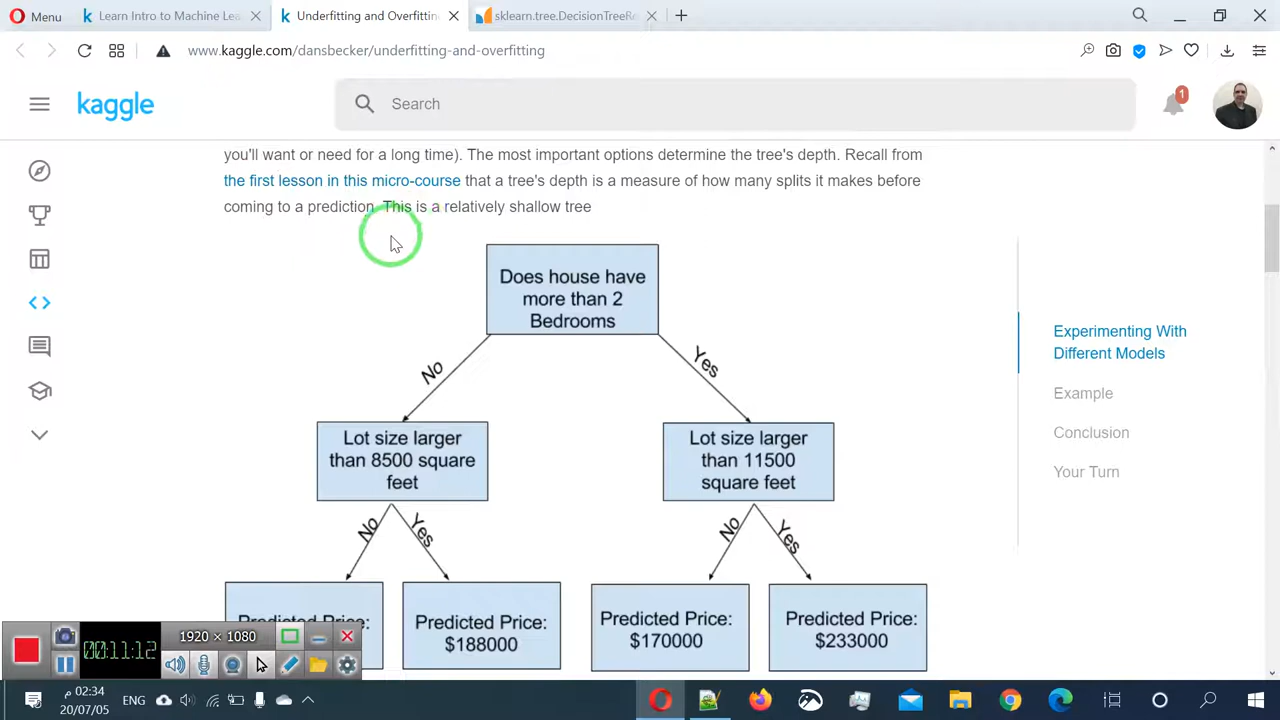 Menu
Learn Intro to Machine Lea
Underfitting and Overfittin
sklearn.tree.DecisionTreeRe
www.kaggle.com/dansbecker/underfitting-and-overfitting
kaggle
Search
1
you'll want or need for a long time). The most important options determine the tree's depth. Recall from
the first lesson in this micro-course that a tree's depth is a measure of how many splits it makes before
coming to a prediction. This is a relatively shallow tree
Does house have
more than 2
Bedrooms
No
Yes
Lot size larger
than 8500 square
feet
Lot size larger
than 11500
square feet
No
Yes
No
Yes
Predicted Price:
Predicted Price:
$188000
Predicted Price:
$170000
Predicted Price:
$233000
Experimenting With
Different Models
Example
Conclusion
Your Turn
00:11:12
1920 × 1080
02:34 م
20/07/05
ENG